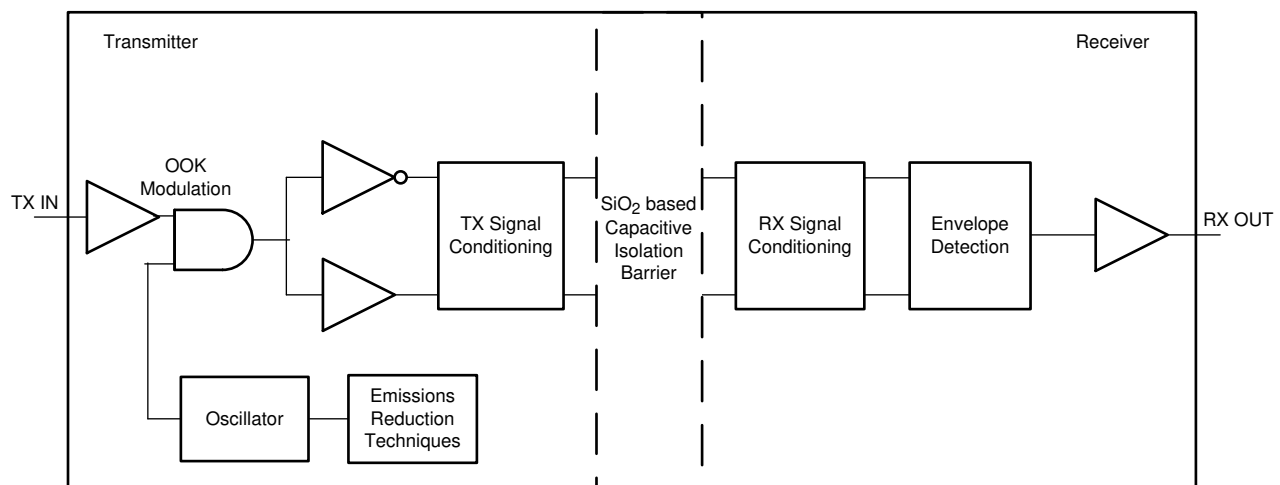 Transmitter
Receiver
OOK
Modulation
TX IN
TX Signal
Conditioning
SiO2 based
Capacitive
Isolation
Barrier
RX Signal
Conditioning
Envelope
Detection
RX OUT
Oscillator
Emissions
Reduction
Techniques